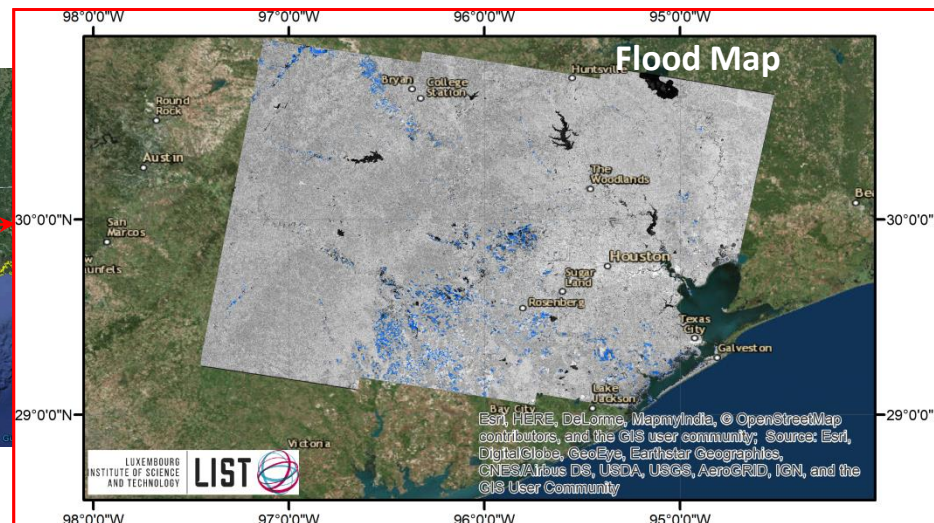 98°0'0"W 97°0'0"W 96°0'0"W 95°0'0"W
Flood Map
Huntsville
Bryan
College
Station
Round
Rock
Austin
The
Woodlands
30°0'0"N 30°0'0"N
San
Marcos
Houston
Sugar
Land
Rosenberg
Texas
City
Galveston
29°0'0"N 29°0'0"N
Lake
Jackson
Bay City
Victoria
Esri, HERE, DeLorme, MapmyIndia, © OpenStreetMap
contributors, and the GIS user community; Source: Esri,
DigitalGlobe, GeoEye, Earthstar Geographics,
CNES/Airbus DS, USDA, USGS, AeroGRID, IGN, and the
GIS User Community
LUXEMBOURG
INSTITUTE OF SCIENCE
AND TECHNOLOGY
LIST
98°0'0"W 97°0'0"W 96°0'0"W 95°0'0"W